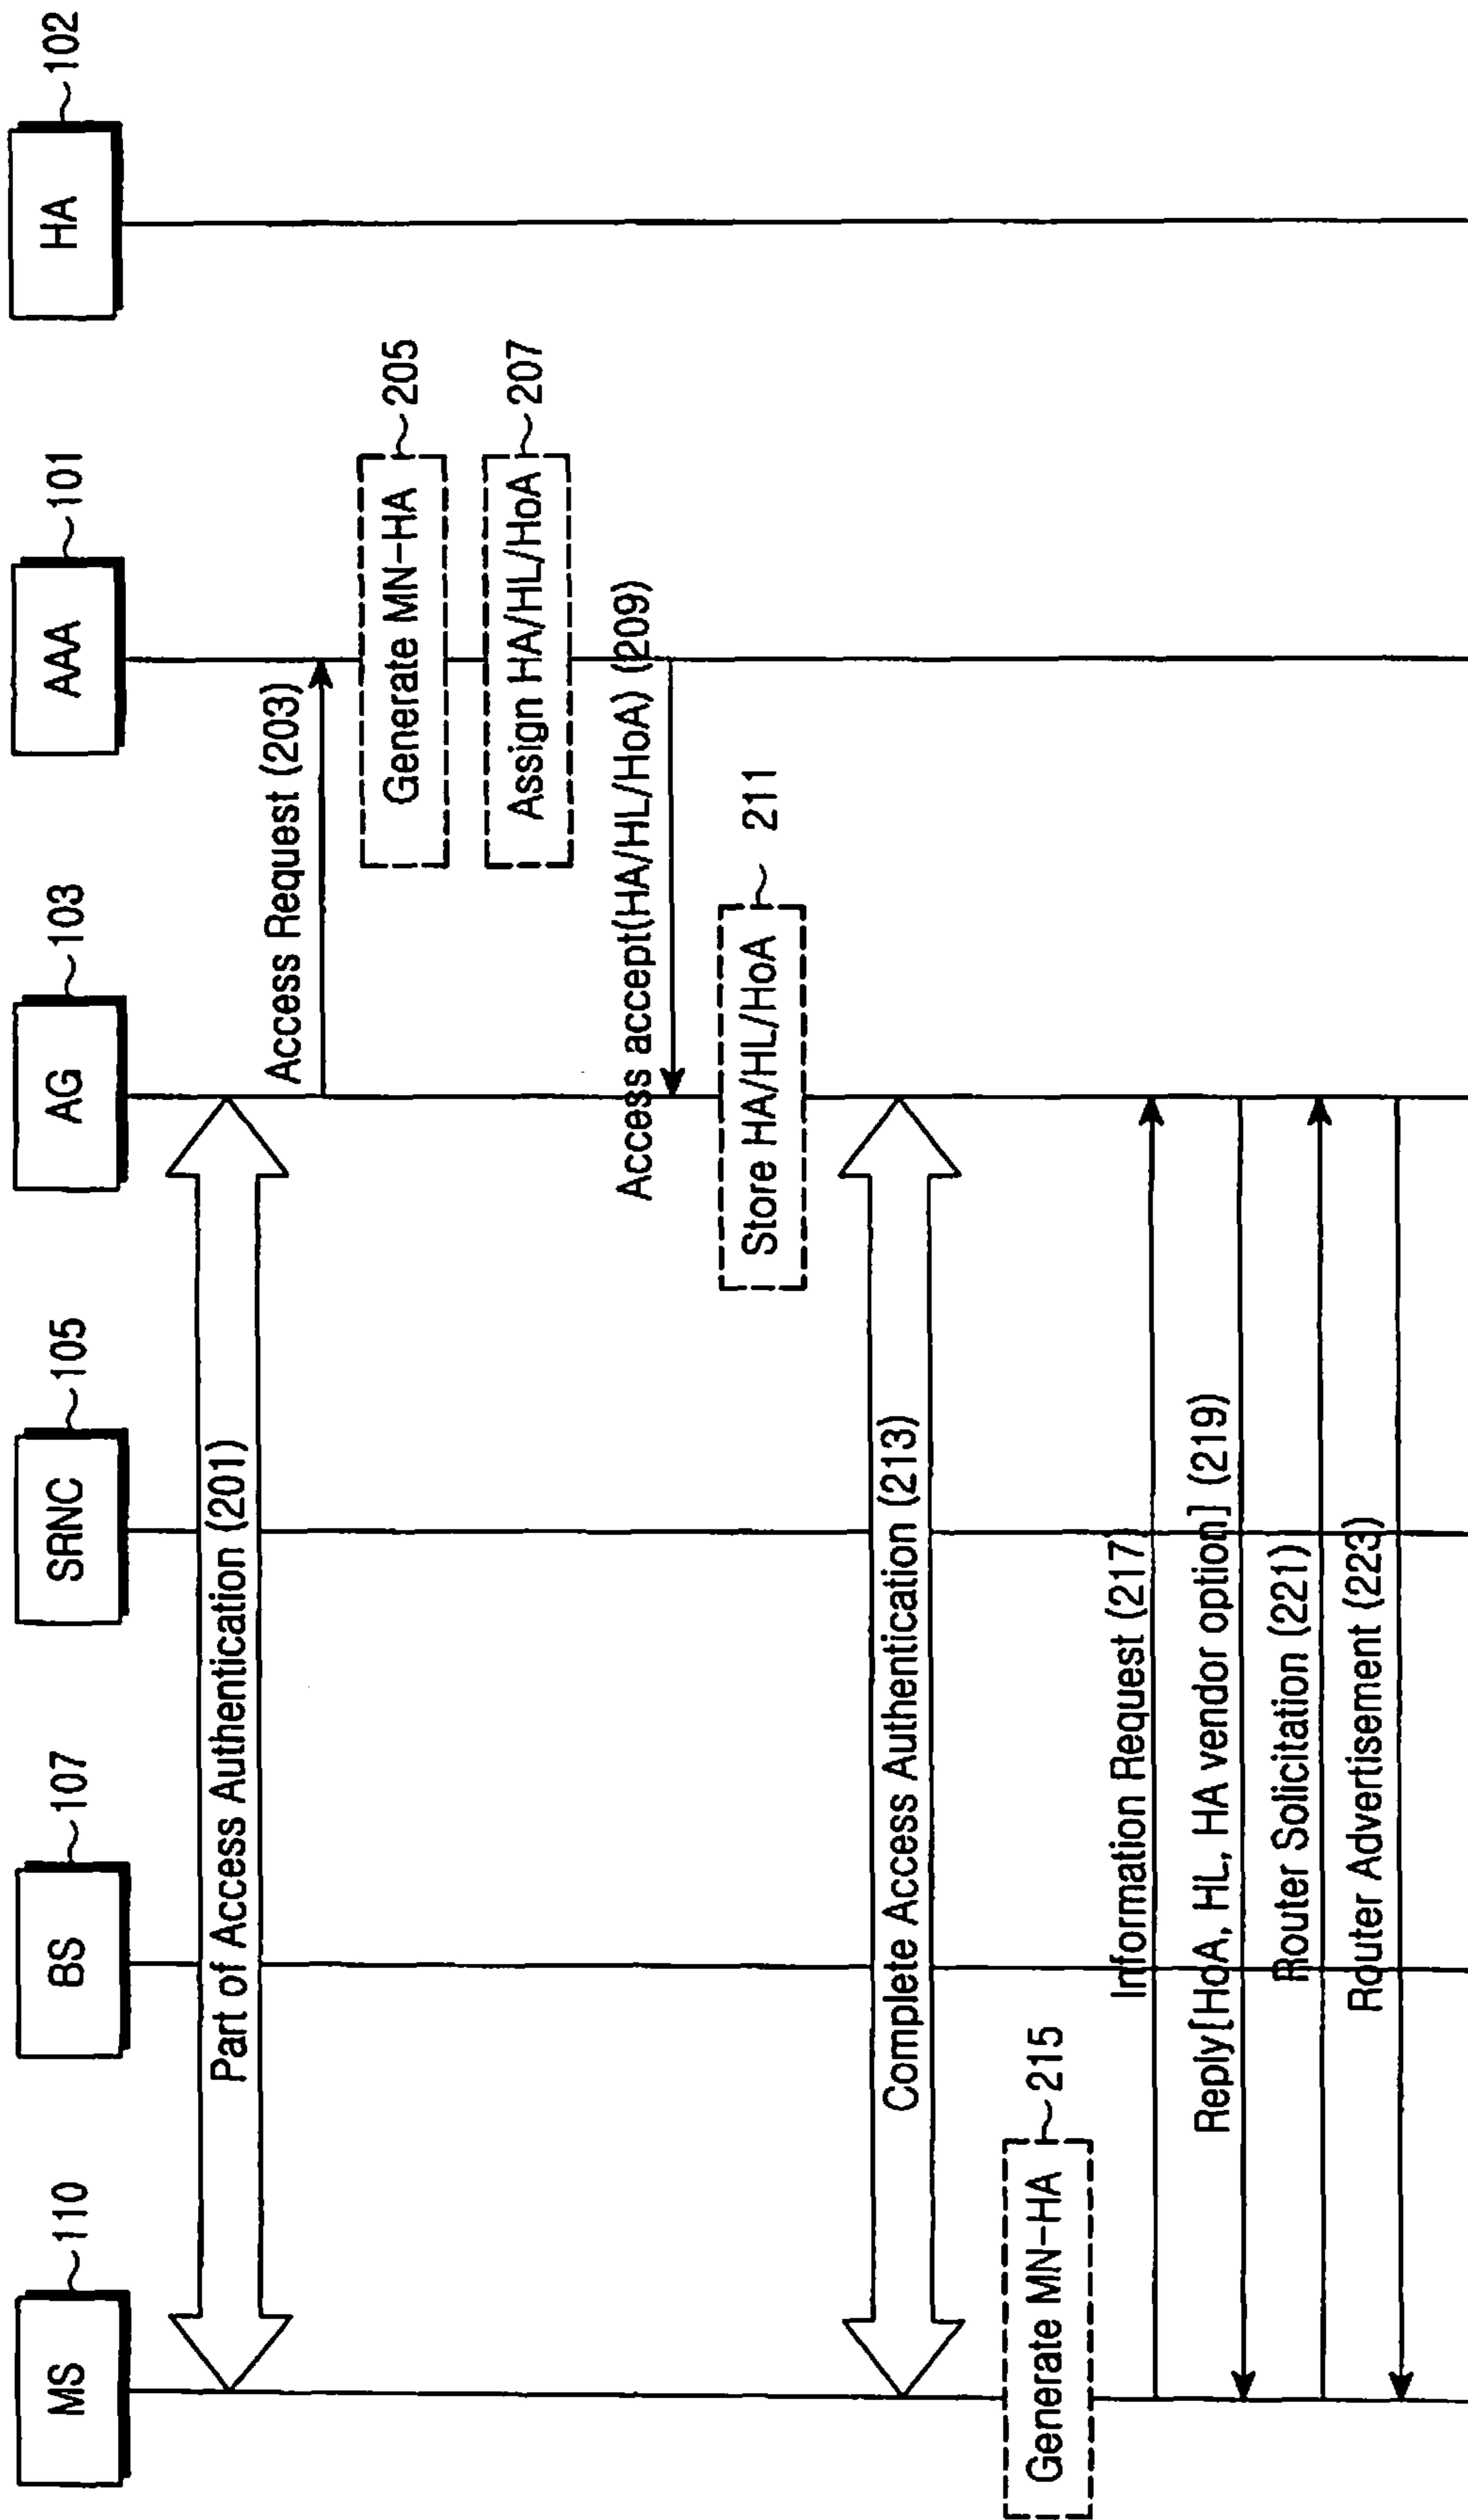 MS
110
BS
107
SRNC
105
AG
103
AAA
101
HA
102
Part of Access Authentication (201)
Access Request (203)
Generate MN-HA
205
Assign HA/HL/HoA
207
Access accept(HA/HL/HoA) (209)
Store HA/HL/HoA
211
Complete Access Authentication (213)
Generate MN-HA
215
Information Request (217)
Reply[HoA, HL, HA vendor option] (219)
Router Solicitation (221)
Router Advertisement (223)